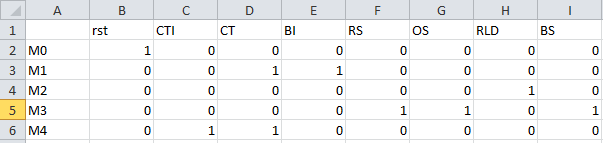 A B C D E F G H I
1 rst CTI CT BI RS OS RLD BS
2 M0 1 0 0 0 0 0 0 0
3 M1 0 0 1 1 0 0 0 0
4 M2 0 0 0 0 0 0 1 0
5 M3 0 0 0 0 1 1 0 1
6 M4 0 1 1 0 0 0 0 0